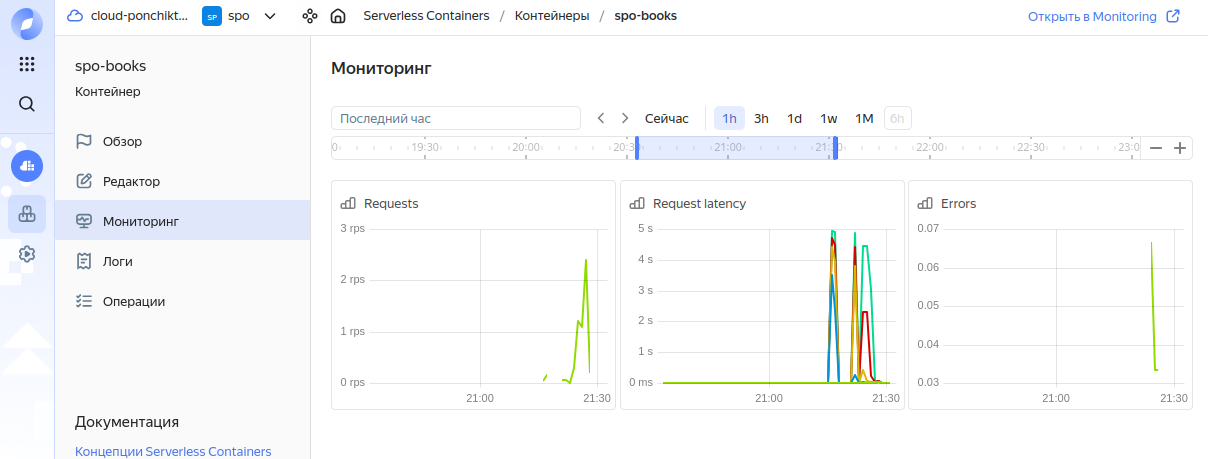 cloud-ponchikt... SP spo Serverless Containers / Контейнеры / spo-books Открыть в Monitoring
spo-books
Контейнер
Обзор
Редактор
Мониторинг
Логи
Операции
Документация
Концепции Serverless Containers
Мониторинг
Последний час Сейчас 1h 3h 1d 1w 1M 6h
19:30 20:00 20:30 21:00 21:30 22:00 22:30 23:0
Requests
3 rps
2 rps
1 rps
0 rps
21:00 21:30
Request latency
5 s
4 s
3 s
2 s
1 s
0 ms
21:00 21:30
Errors
0.07
0.06
0.05
0.04
0.03
21:00 21:30